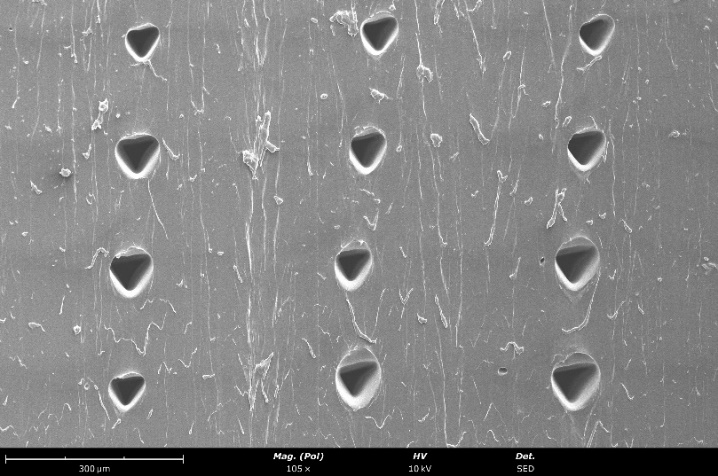 Mag. (Pol) HV Det.
300 µm 105 × 10 kV SED